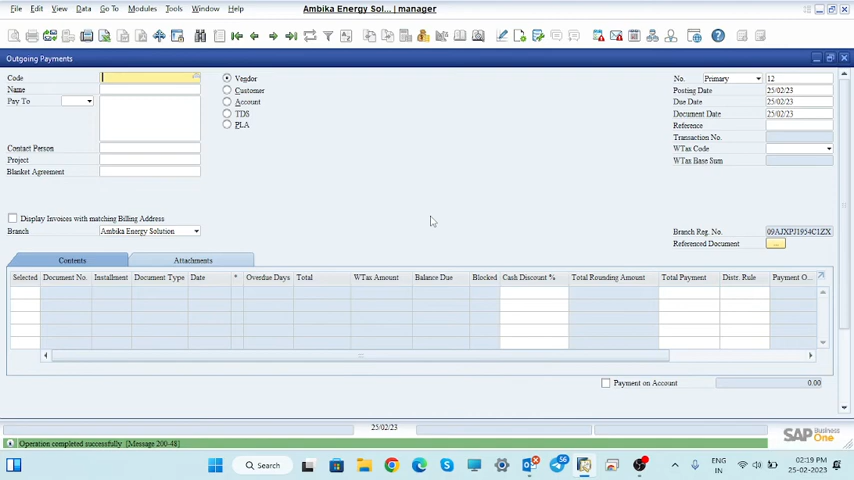 File Edit View Data Go To Modules Tools Window Help
Ambika Energy Sol... | manager
Outgoing Payments
Code
Name
Pay To
Contact Person
Project
Blanket Agreement
Vendor
Customer
Account
TDS
PLA
No. Primary 12
Posting Date 25/02/23
Due Date 25/02/23
Document Date 25/02/23
Reference
Transaction No.
WTax Code
WTax Base Sum
Display Invoices with matching Billing Address
Branch Ambika Energy Solution
Branch Reg. No. 09AJXPJ1954C1ZX
Referenced Document ...
Contents Attachments
Selected Document No. Installment Document Type Date * Overdue Days Total WTax Amount Balance Due Blocked Cash Discount % Total Rounding Amount Total Payment Distr. Rule Payment O...
Payment on Account 0.00
25/02/23
Operation completed successfully [Message 200-48]
SAP Business One
Search
56
ENG
IN
02:19 PM
25-02-2023